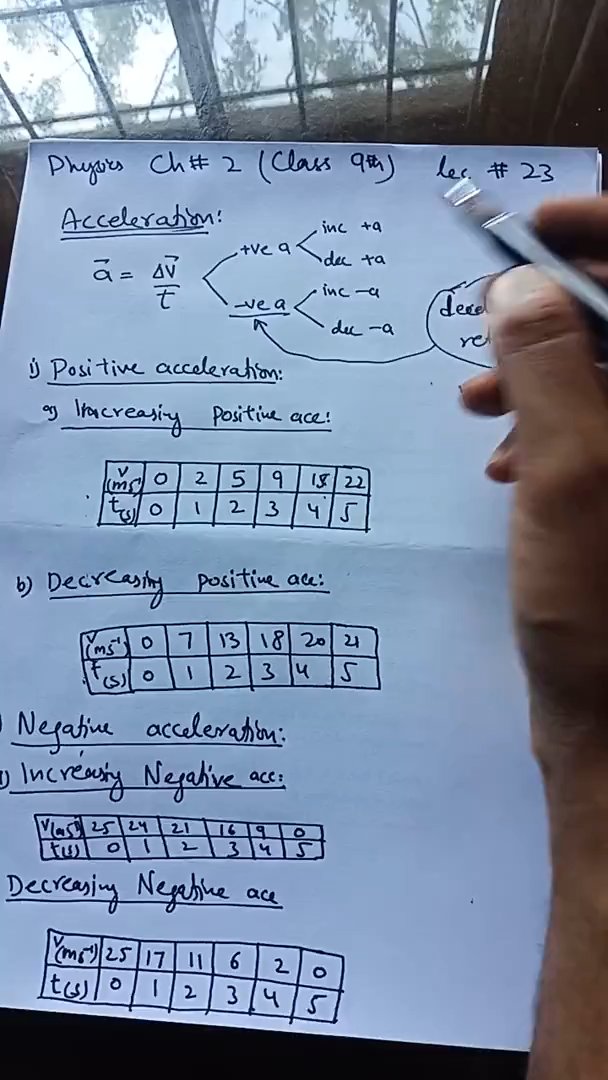 Physics Ch# 2 (Class 9th) lec # 23
Acceleration:
a = Δv/t
+ve a
inc +a
dec +a
-ve a
inc -a
dec -a
i) Positive acceleration:
a) Increasing Positive acc:
v (ms⁻¹) 0 2 5 9 15 22
t(s) 0 1 2 3 4 5
b) Decreasing positive acc:
v (ms⁻¹) 0 7 13 18 20 21
t(s) 0 1 2 3 4 5
Negative acceleration:
Increasing Negative acc:
v(ms⁻¹) 25 24 21 16 9 0
t(s) 0 1 2 3 4 5
Decreasing Negative acc
v(ms⁻¹) 25 17 11 6 2 0
t(s) 0 1 2 3 4 5